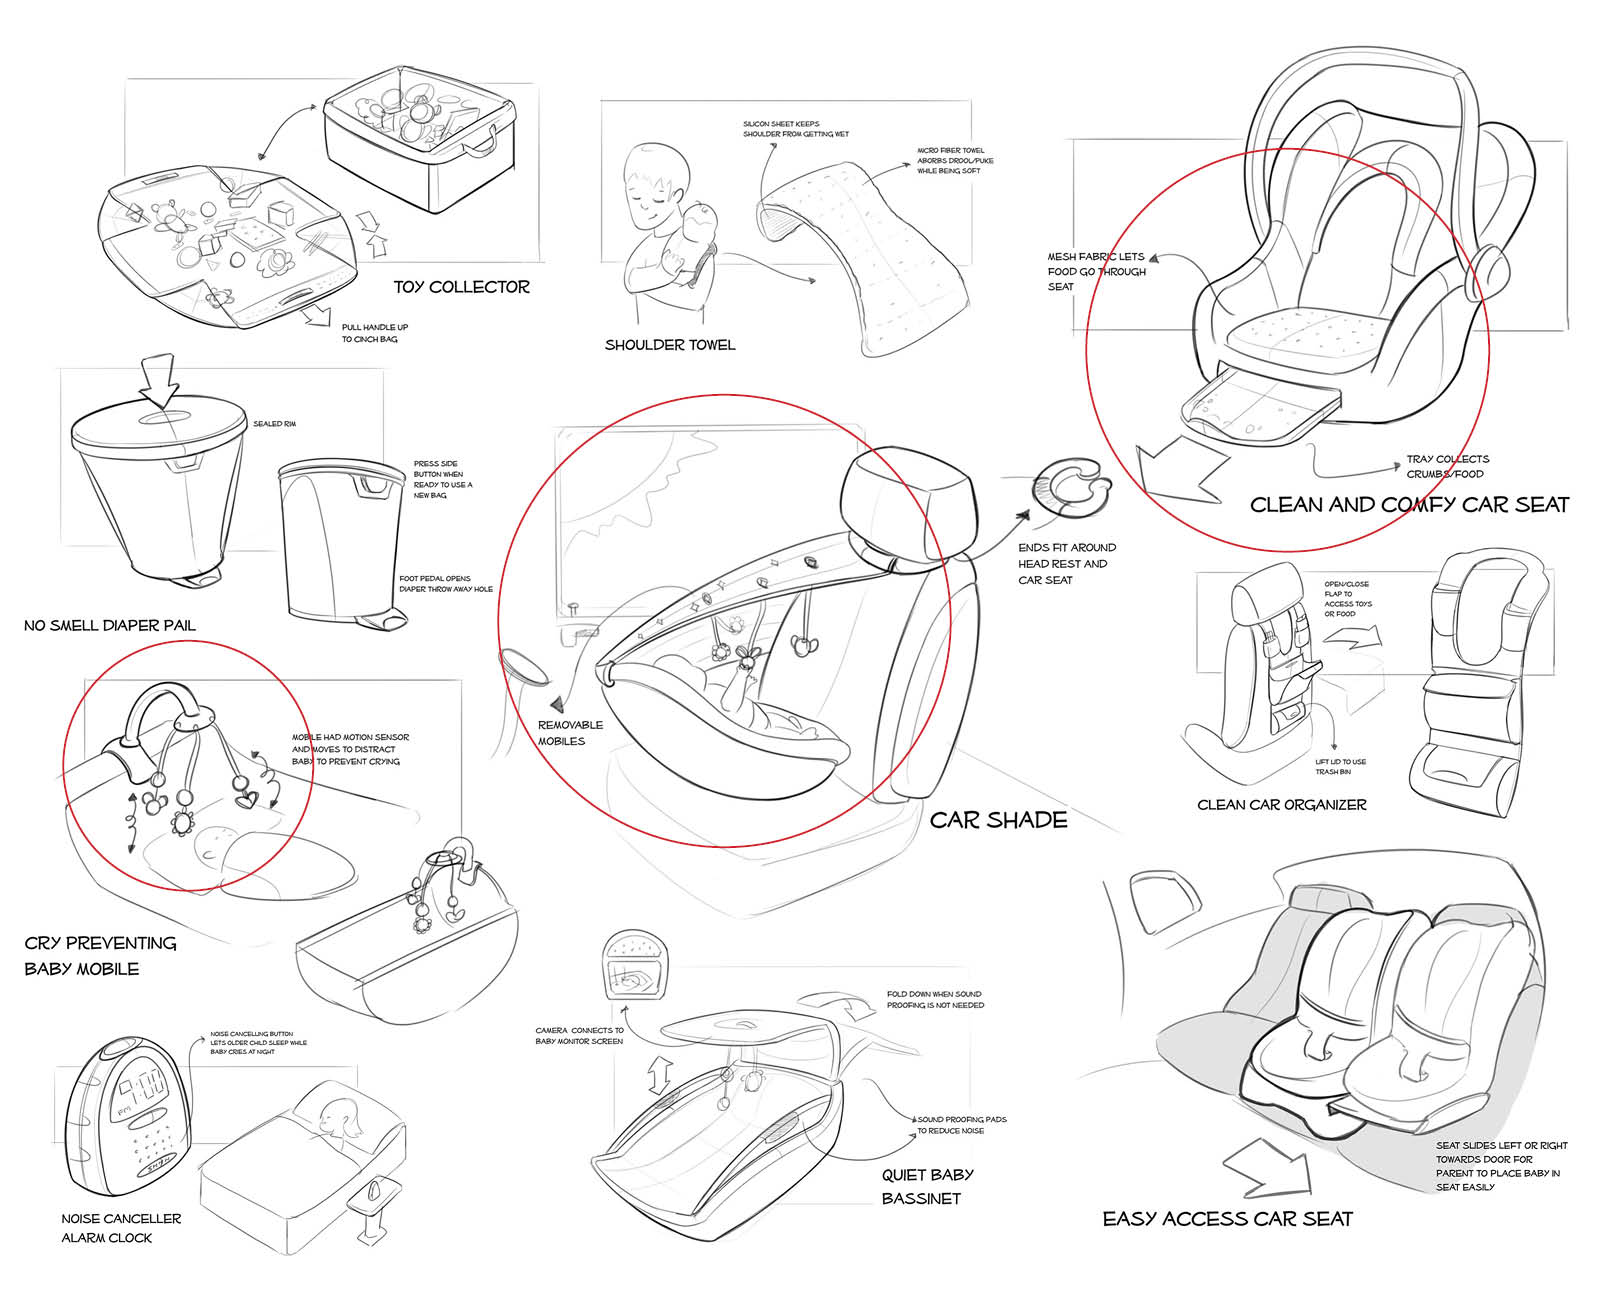 TOY COLLECTOR
PULL HANDLE UP
TO CINCH BAG
SILICON SHEET KEEPS
SHOULDER FROM GETTING WET
MICRO FIBER TOWEL
ABORBS DROOL/PUKE
WHILE BEING SOFT
SHOULDER TOWEL
MESH FABRIC LETS
FOOD GO THROUGH
SEAT
TRAY COLLECTS
CRUMBS/FOOD
CLEAN AND COMFY CAR SEAT
SEALED RIM
PRESS SIDE
BUTTON WHEN
READY TO USE A
NEW BAG
FOOT PEDAL OPENS
DIAPER THROW AWAY HOLE
NO SMELL DIAPER PAIL
ENDS FIT AROUND
HEAD REST AND
CAR SEAT
REMOVABLE
MOBILES
CAR SHADE
OPEN/CLOSE
FLAP TO
ACCESS TOYS
OR FOOD
LIFT LID TO USE
TRASH BIN
CLEAN CAR ORGANIZER
MOBILE HAD MOTION SENSOR
AND MOVES TO DISTRACT
BABY TO PREVENT CRYING
CRY PREVENTING
BABY MOBILE
NOISE CANCELLING BUTTON
LETS OLDER CHILD SLEEP WHILE
BABY CRIES AT NIGHT
9:00
FM
NOISE CANCELLER
ALARM CLOCK
CAMERA CONNECTS TO
BABY MONITOR SCREEN
FOLD DOWN WHEN SOUND
PROOFING IS NOT NEEDED
SOUND PROOFING PADS
TO REDUCE NOISE
QUIET BABY
BASSINET
SEAT SLIDES LEFT OR RIGHT
TOWARDS DOOR FOR
PARENT TO PLACE BABY IN
SEAT EASILY
EASY ACCESS CAR SEAT